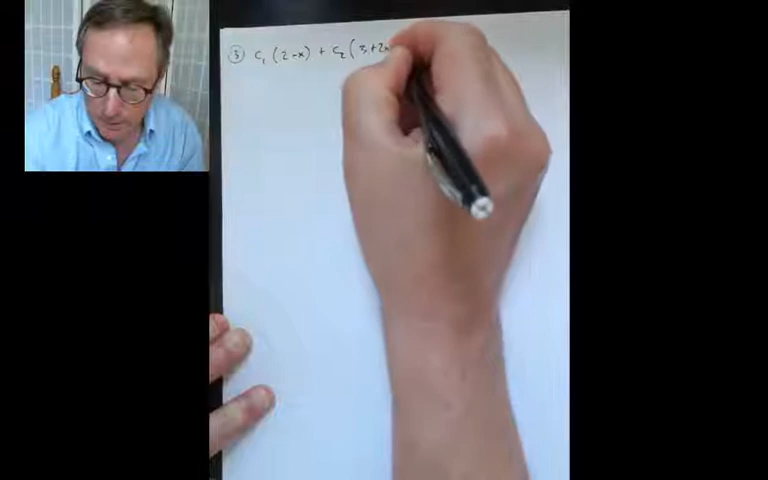 ③ c₁ (2-x) + c₂ (3+2x